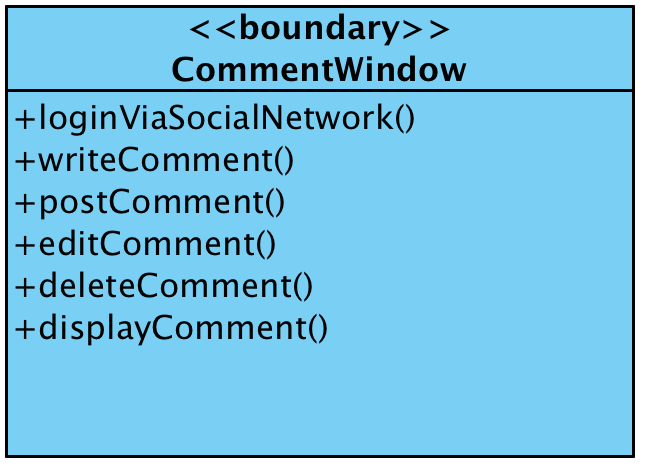 <<boundary>>
CommentWindow
+loginViaSocialNetwork()
+writeComment()
+postComment()
+editComment()
+deleteComment()
+displayComment()